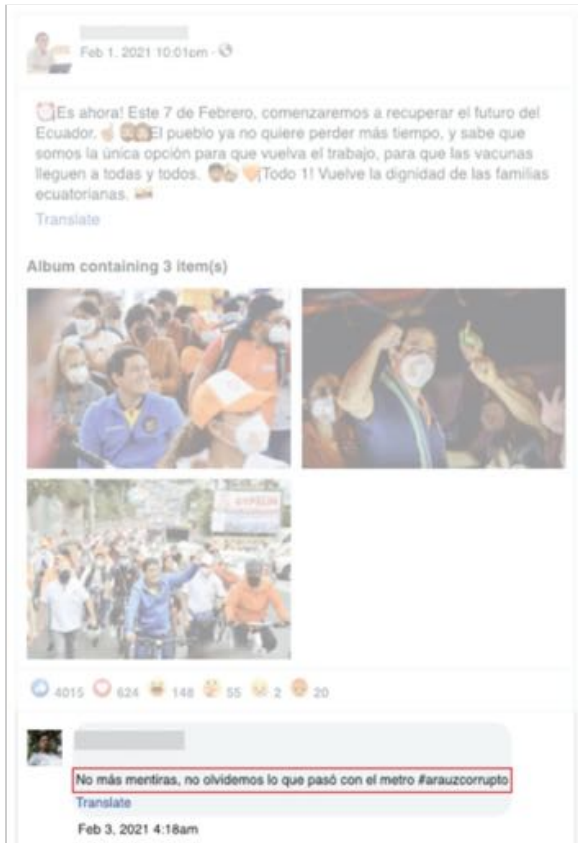 Feb 1, 2021 10:01pm ·
¡Es ahora! Este 7 de Febrero, comenzaremos a recuperar el futuro del
Ecuador. El pueblo ya no quiere perder más tiempo, y sabe que
somos la única opción para que vuelva el trabajo, para que las vacunas
lleguen a todas y todos. ¡Todo 1! Vuelve la dignidad de las familias
ecuatorianas.
Translate
Album containing 3 item(s)
4015 624 148 55 2 20
No más mentiras, no olvidemos lo que pasó con el metro #arauzcorrupto
Translate
Feb 3, 2021 4:18am